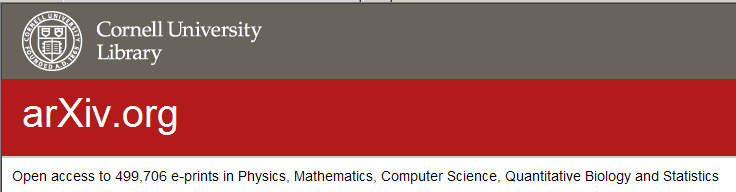 Cornell University
Library
arXiv.org
Open access to 499,706 e-prints in Physics, Mathematics, Computer Science, Quantitative Biology and Statistics